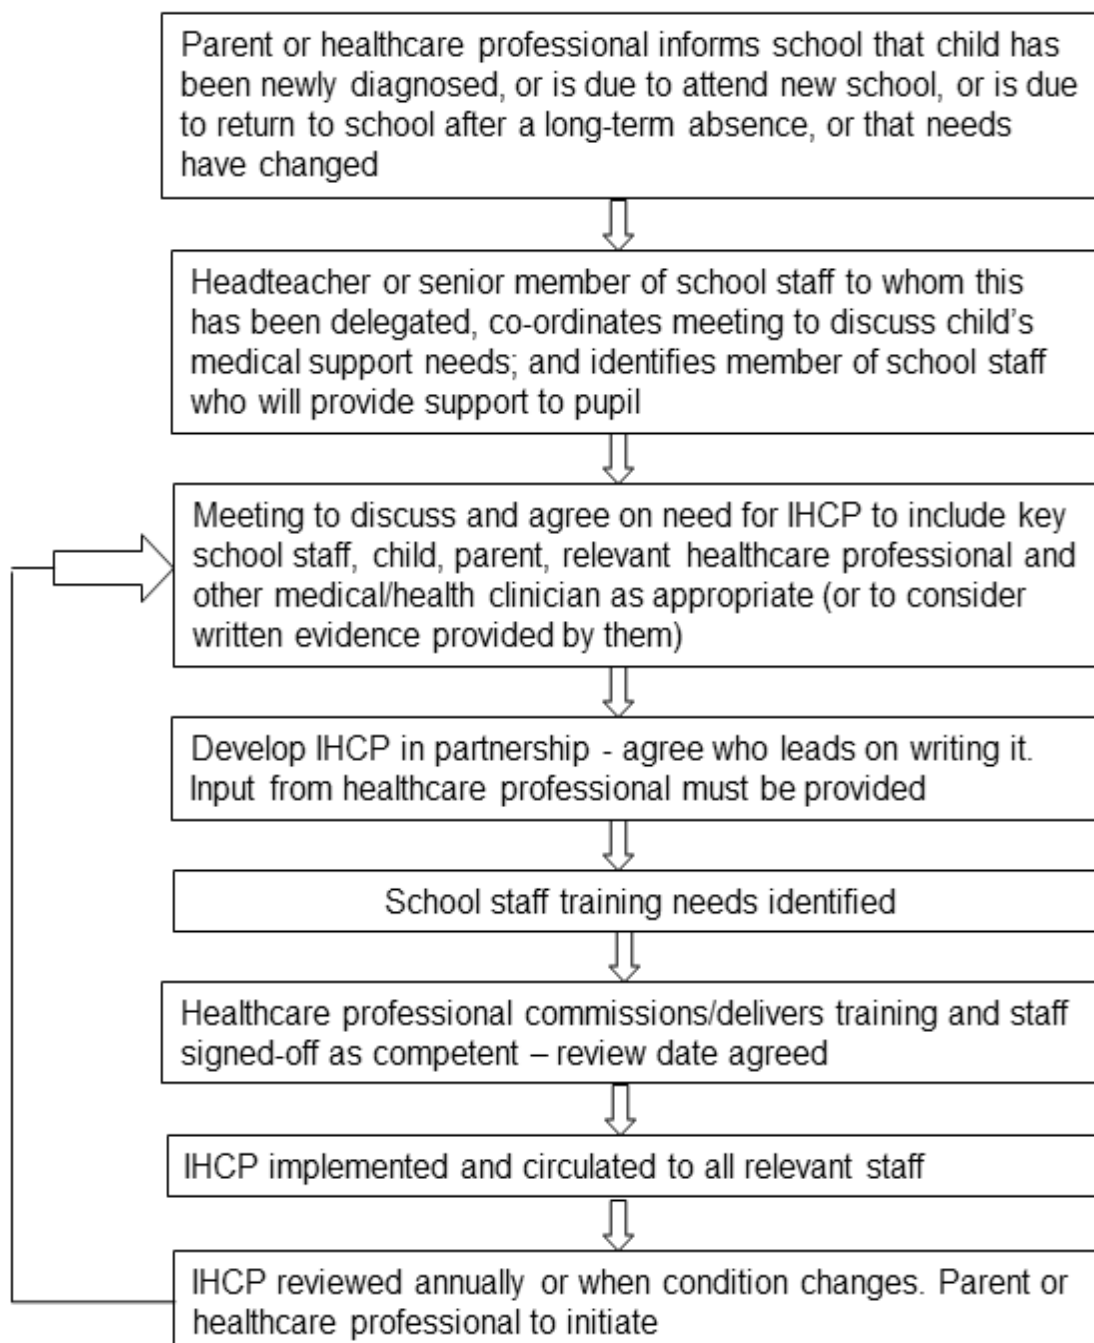 Parent or healthcare professional informs school that child has
been newly diagnosed, or is due to attend new school, or is due
to return to school after a long-term absence, or that needs
have changed
Headteacher or senior member of school staff to whom this
has been delegated, co-ordinates meeting to discuss child's
medical support needs; and identifies member of school staff
who will provide support to pupil
Meeting to discuss and agree on need for IHCP to include key
school staff, child, parent, relevant healthcare professional and
other medical/health clinician as appropriate (or to consider
written evidence provided by them)
Develop IHCP in partnership - agree who leads on writing it.
Input from healthcare professional must be provided
School staff training needs identified
Healthcare professional commissions/delivers training and staff
signed-off as competent – review date agreed
IHCP implemented and circulated to all relevant staff
IHCP reviewed annually or when condition changes. Parent or
healthcare professional to initiate